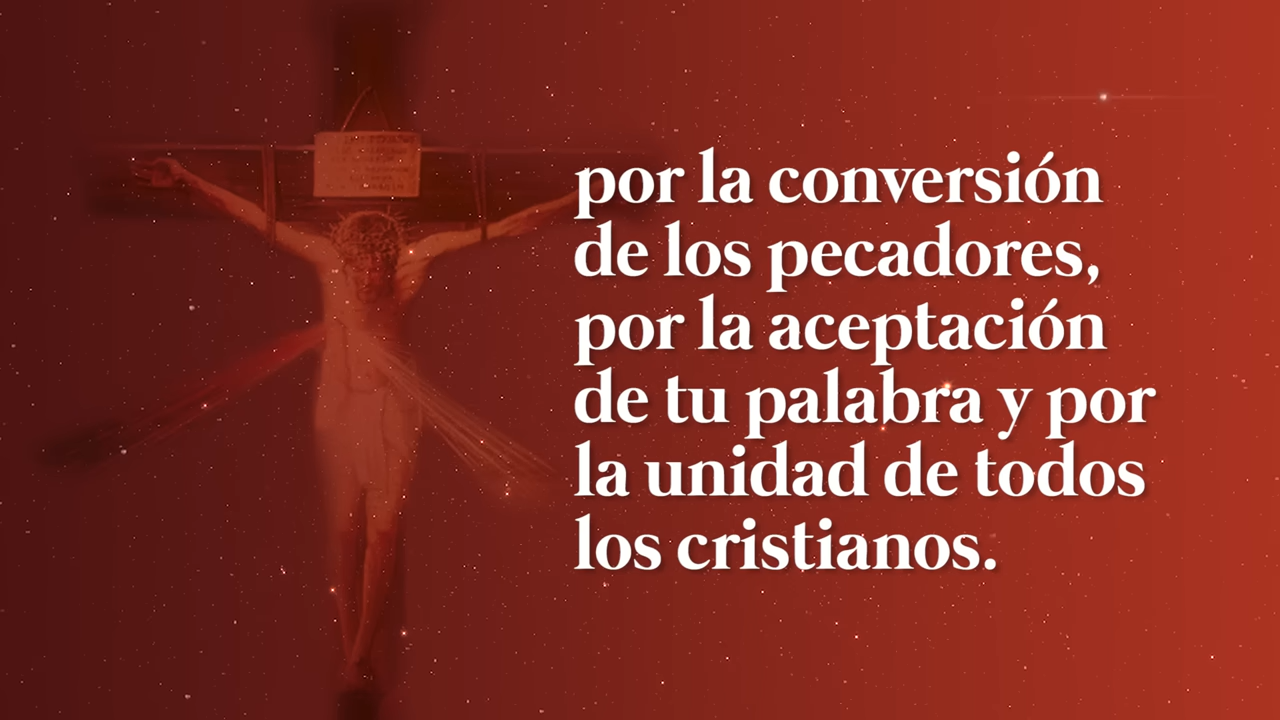 por la conversión
de los pecadores,
por la aceptación
de tu palabra y por
la unidad de todos
los cristianos.